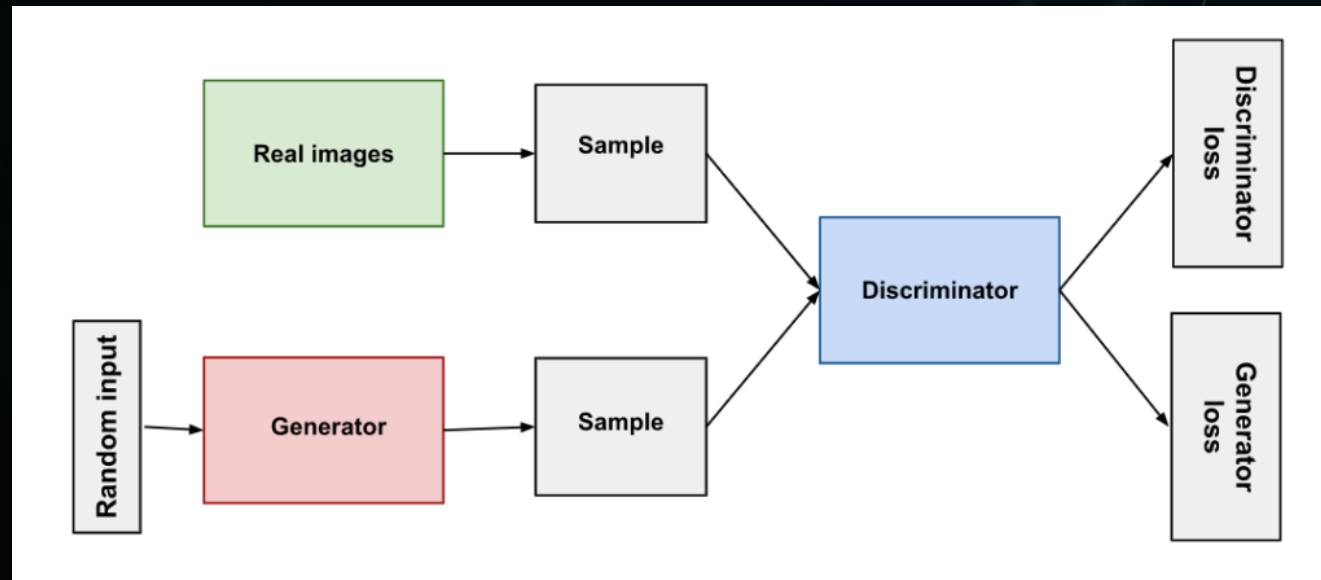 Real images
Sample
Discriminator
loss
Discriminator
Random input
Generator
Sample
Generator
loss